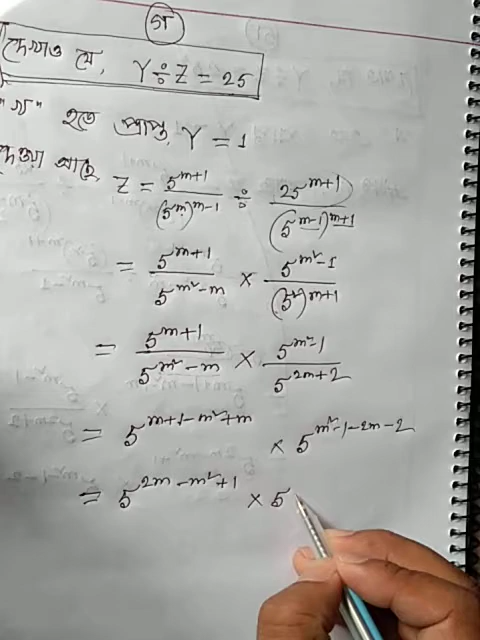 গ
দেখাও যে, Y ÷ Z = 25
"খ" হতে প্রাপ্ত, Y = 1
দেওয়া আছে, Z = 5^{m+1}/(5^m)^{m-1} ÷ 25^{m+1}/(5^{m-1})^{m+1}
= 5^{m+1}/5^{m²-m} × 5^{m²-1}/(5²)^{m+1}
= 5^{m+1}/5^{m²-m} × 5^{m²-1}/5^{2m+2}
= 5^{m+1-m²+m} × 5^{m²-1-2m-2}
= 5^{2m-m²+1} × 5